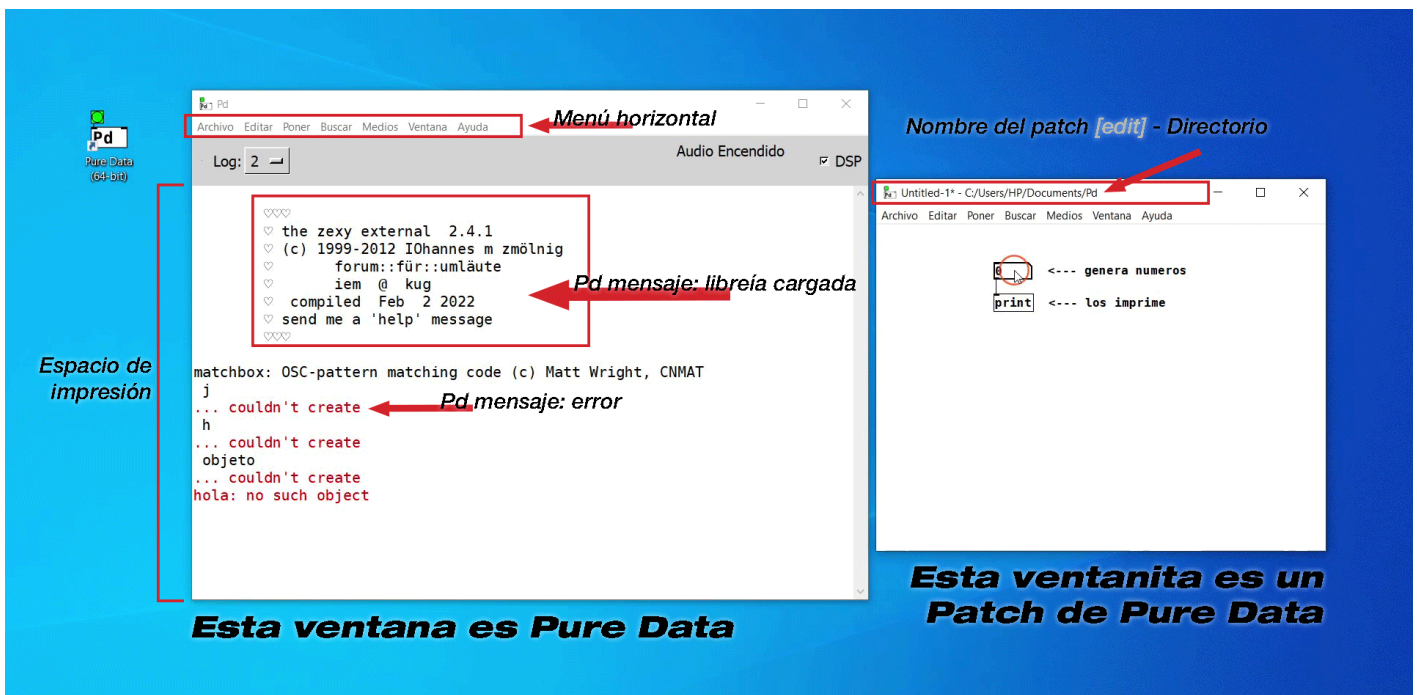 Pd
Pure Data
(64-bit)
Pd
Archivo Editar Poner Buscar Medios Ventana Ayuda
Menú horizontal
Log: 2
Audio Encendido
DSP
♡♡♡
♡ the zexy external 2.4.1
♡ (c) 1999-2012 IOhannes m zmölnig
♡ forum::für::umläute
♡ iem @ kug
♡ compiled Feb 2 2022
♡ send me a 'help' message
♡♡♡
Pd mensaje: libreía cargada
Espacio de
impresión
matchbox: OSC-pattern matching code (c) Matt Wright, CNMAT
j
... couldn't create
Pd mensaje: error
h
... couldn't create
objeto
... couldn't create
hola: no such object
Esta ventana es Pure Data
Nombre del patch [edit] - Directorio
Untitled-1* - C:/Users/HP/Documents/Pd
Archivo Editar Poner Buscar Medios Ventana Ayuda
0 <--- genera numeros
print <--- los imprime
Esta ventanita es un
Patch de Pure Data